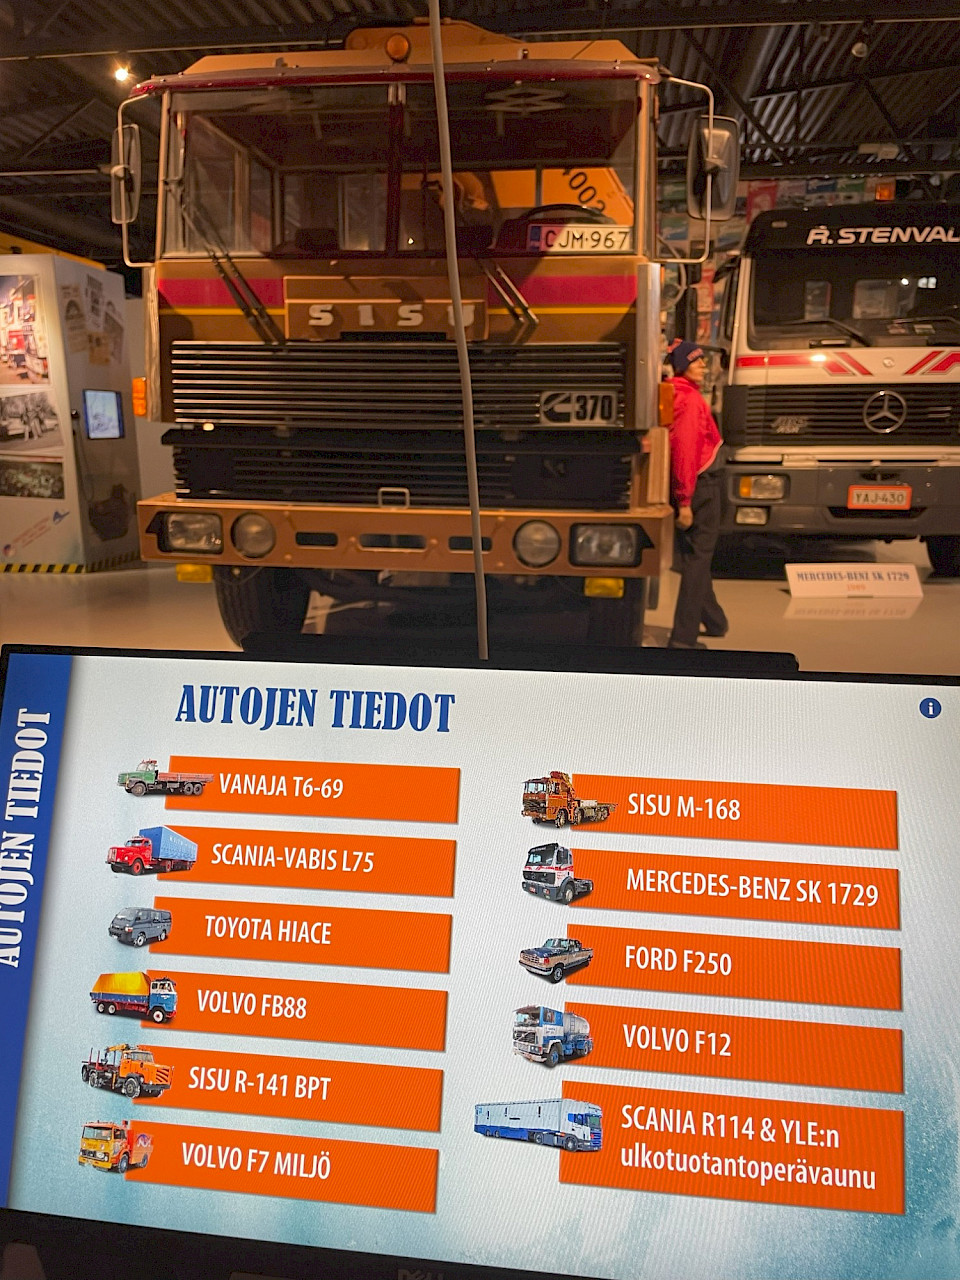 4002
CJM-967
R. STENVAL
SISU
370
YAJ-430
MERCEDES-BENZ SK 1729
AUTOJEN TIEDOT
AUTOJEN TIEDOT
VANAJA T6-69
SCANIA-VABIS L75
TOYOTA HIACE
VOLVO FB88
SISU R-141 BPT
VOLVO F7 MILJÖ
SISU M-168
MERCEDES-BENZ SK 1729
FORD F250
VOLVO F12
SCANIA R114 & YLE:n
ulkotuotantoperävaunu